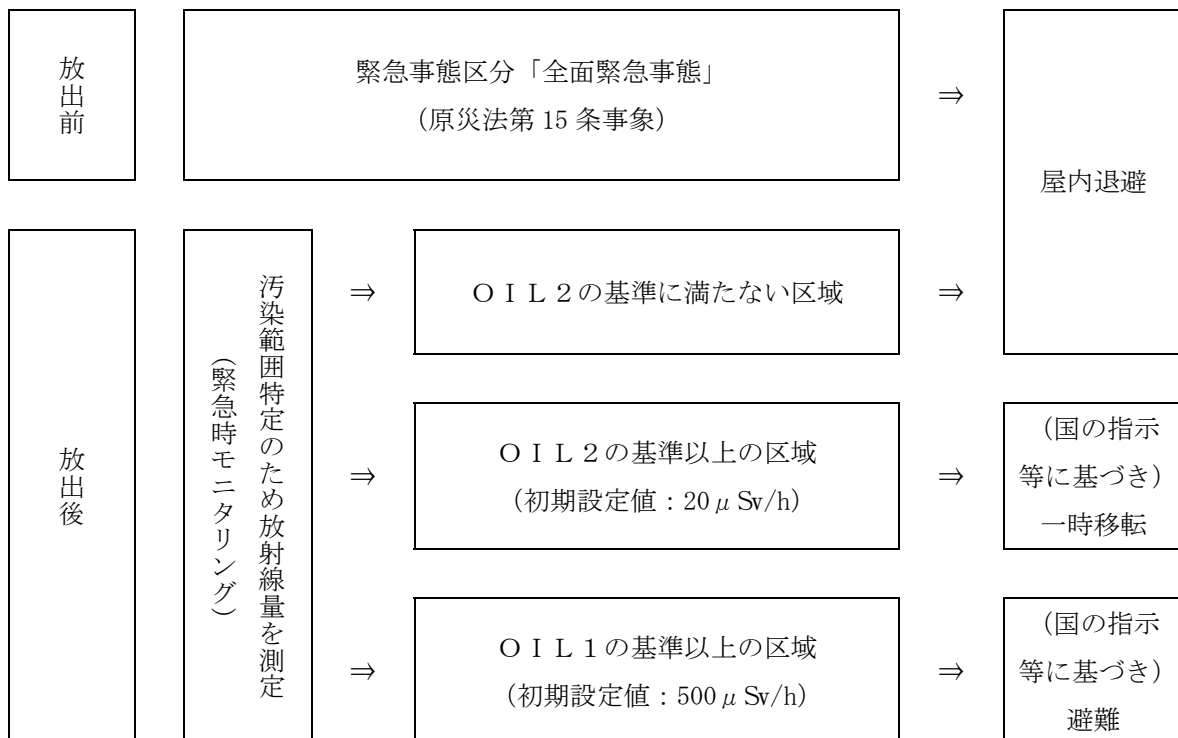 放出前
緊急事態区分「全面緊急事態」
(原災法第 15 条事象)
⇒
屋内退避
放出後
汚染範囲特定のため放射線量を測定
(緊急時モニタリング)
⇒
ＯＩＬ２の基準に満たない区域
⇒
⇒
ＯＩＬ２の基準以上の区域
(初期設定値：20μSv/h)
⇒
(国の指示
等に基づき)
一時移転
⇒
ＯＩＬ１の基準以上の区域
(初期設定値：500μSv/h)
⇒
(国の指示
等に基づき)
避難